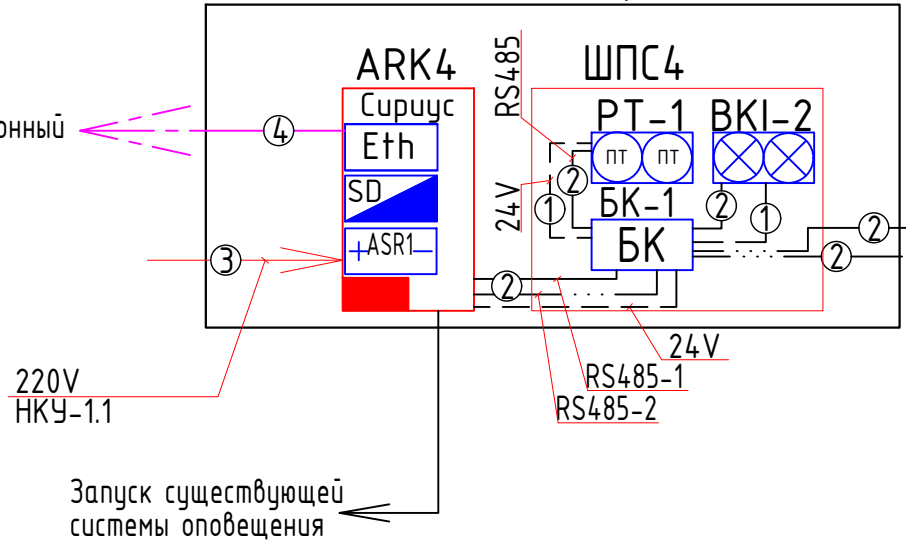 ARK4
ШПС4
RS485
Сириус
РТ-1
ВКI-2
онный
4
Eth
ПТ
ПТ
SD
2
24V
1
БК-1
2
1
ASR1
БК
2
3
2
2
220V
НКУ-1.1
24V
RS485-1
RS485-2
Запуск существующей
системы оповещения